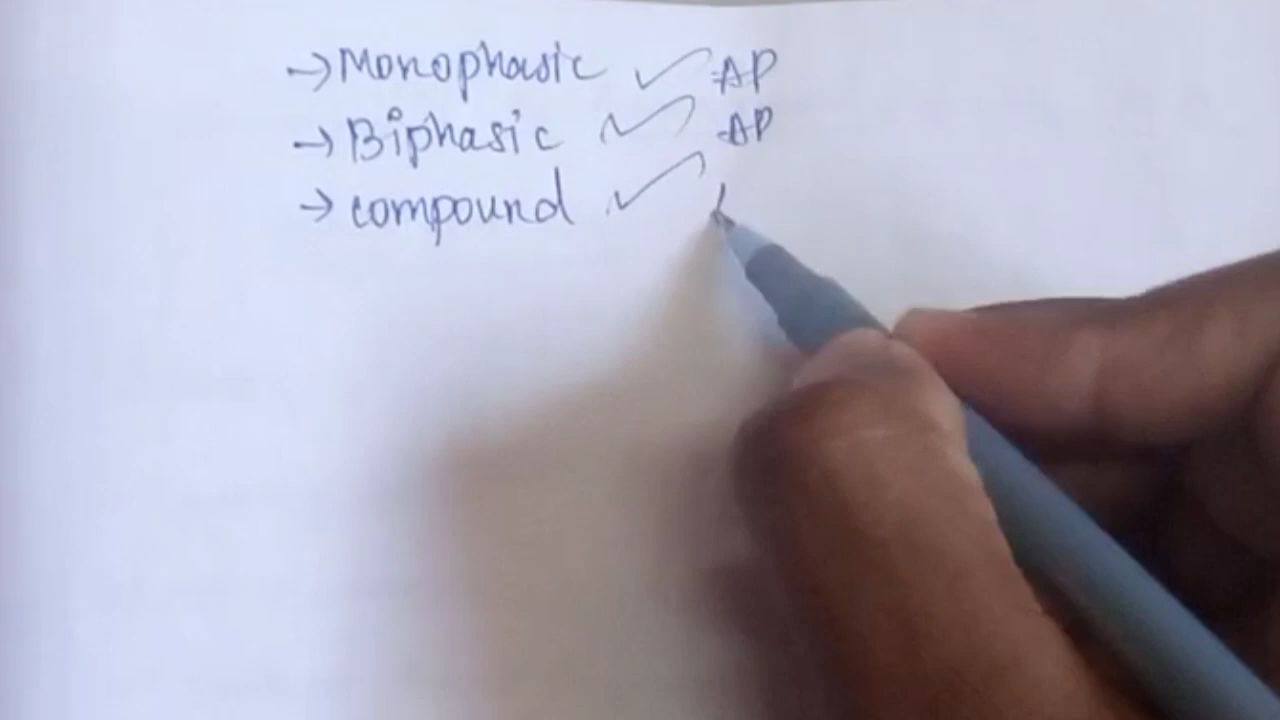 → Monophasic ✓ AP
→ Biphasic ✓ AP
→ compound ✓